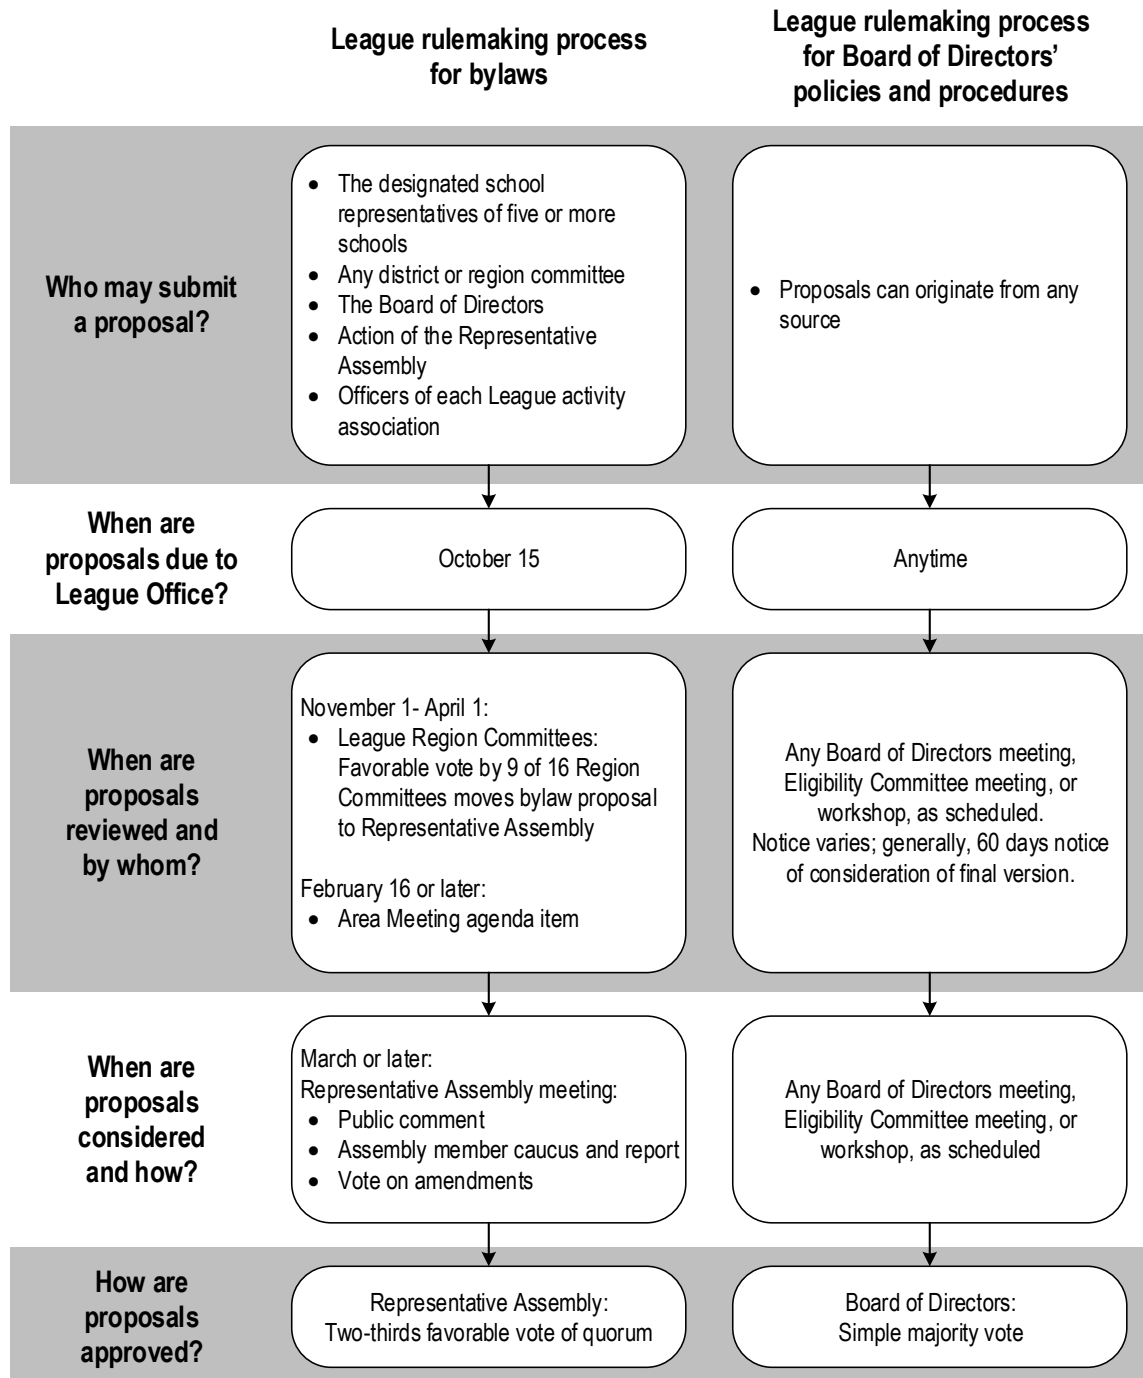 League rulemaking process
for bylaws
League rulemaking process
for Board of Directors’
policies and procedures
Who may submit
a proposal?
• The designated school
representatives of five or more
schools
• Any district or region committee
• The Board of Directors
• Action of the Representative
Assembly
• Officers of each League activity
association
• Proposals can originate from any
source
When are
proposals due to
League Office?
October 15
Anytime
When are
proposals
reviewed and
by whom?
November 1- April 1:
• League Region Committees:
Favorable vote by 9 of 16 Region
Committees moves bylaw proposal
to Representative Assembly
February 16 or later:
• Area Meeting agenda item
Any Board of Directors meeting,
Eligibility Committee meeting, or
workshop, as scheduled.
Notice varies; generally, 60 days notice
of consideration of final version.
When are
proposals
considered
and how?
March or later:
Representative Assembly meeting:
• Public comment
• Assembly member caucus and report
• Vote on amendments
Any Board of Directors meeting,
Eligibility Committee meeting, or
workshop, as scheduled
How are
proposals
approved?
Representative Assembly:
Two-thirds favorable vote of quorum
Board of Directors:
Simple majority vote